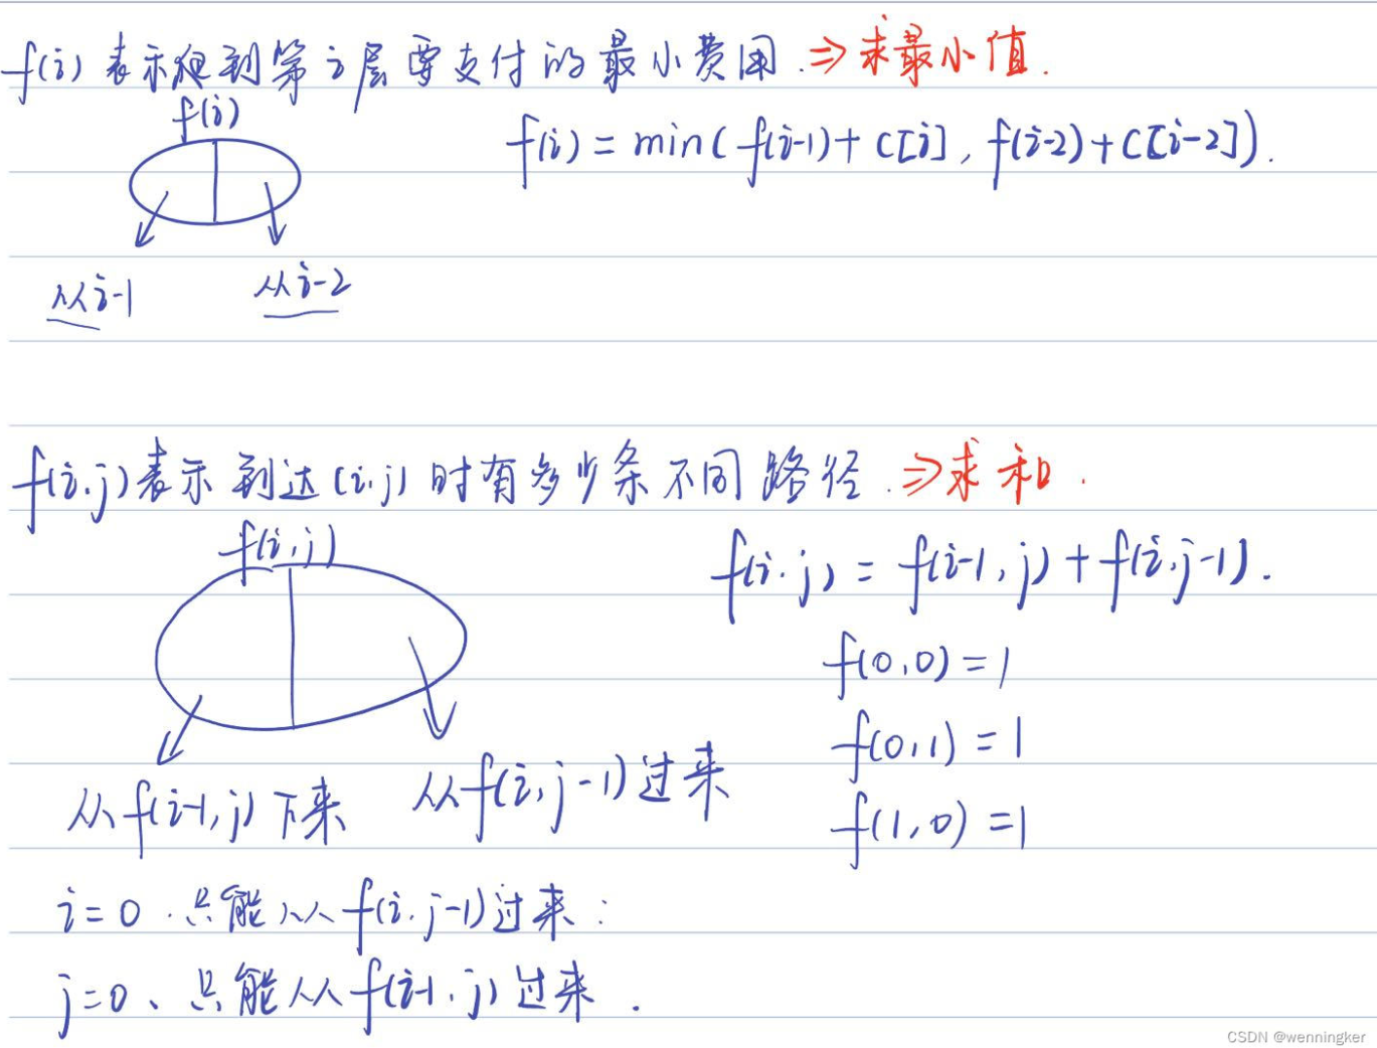 f(i) 表示爬到第 i 层要支付的最小费用. ⇒ 求最小值.
f(i)
f(i) = min( f(i-1) + C[i] , f(i-2) + C[i-2] ).
从i-1
从i-2
f(i.j) 表示 到达 (i.j) 时有多少条不同路径. ⇒ 求和.
f(i,j)
f(i.j) = f(i-1,j) + f(i,j-1).
f(0,0) = 1
f(0,1) = 1
f(1,0) = 1
从f(i-1,j) 下来
从f(i,j-1) 过来
i=0 .只能从f(i.j-1)过来:
j=0、只能从f(i-1.j)过来.
CSDN @wenningker